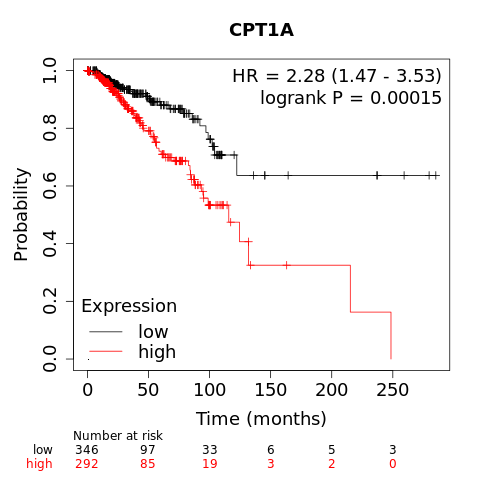 CPT1A
HR = 2.28 (1.47 - 3.53)
logrank P = 0.00015
Probability
1.0
0.8
0.6
0.4
0.2
0.0
Expression
low
high
0 50 100 150 200 250
Time (months)
Number at risk
low 346 97 33 6 5 3
high 292 85 19 3 2 0